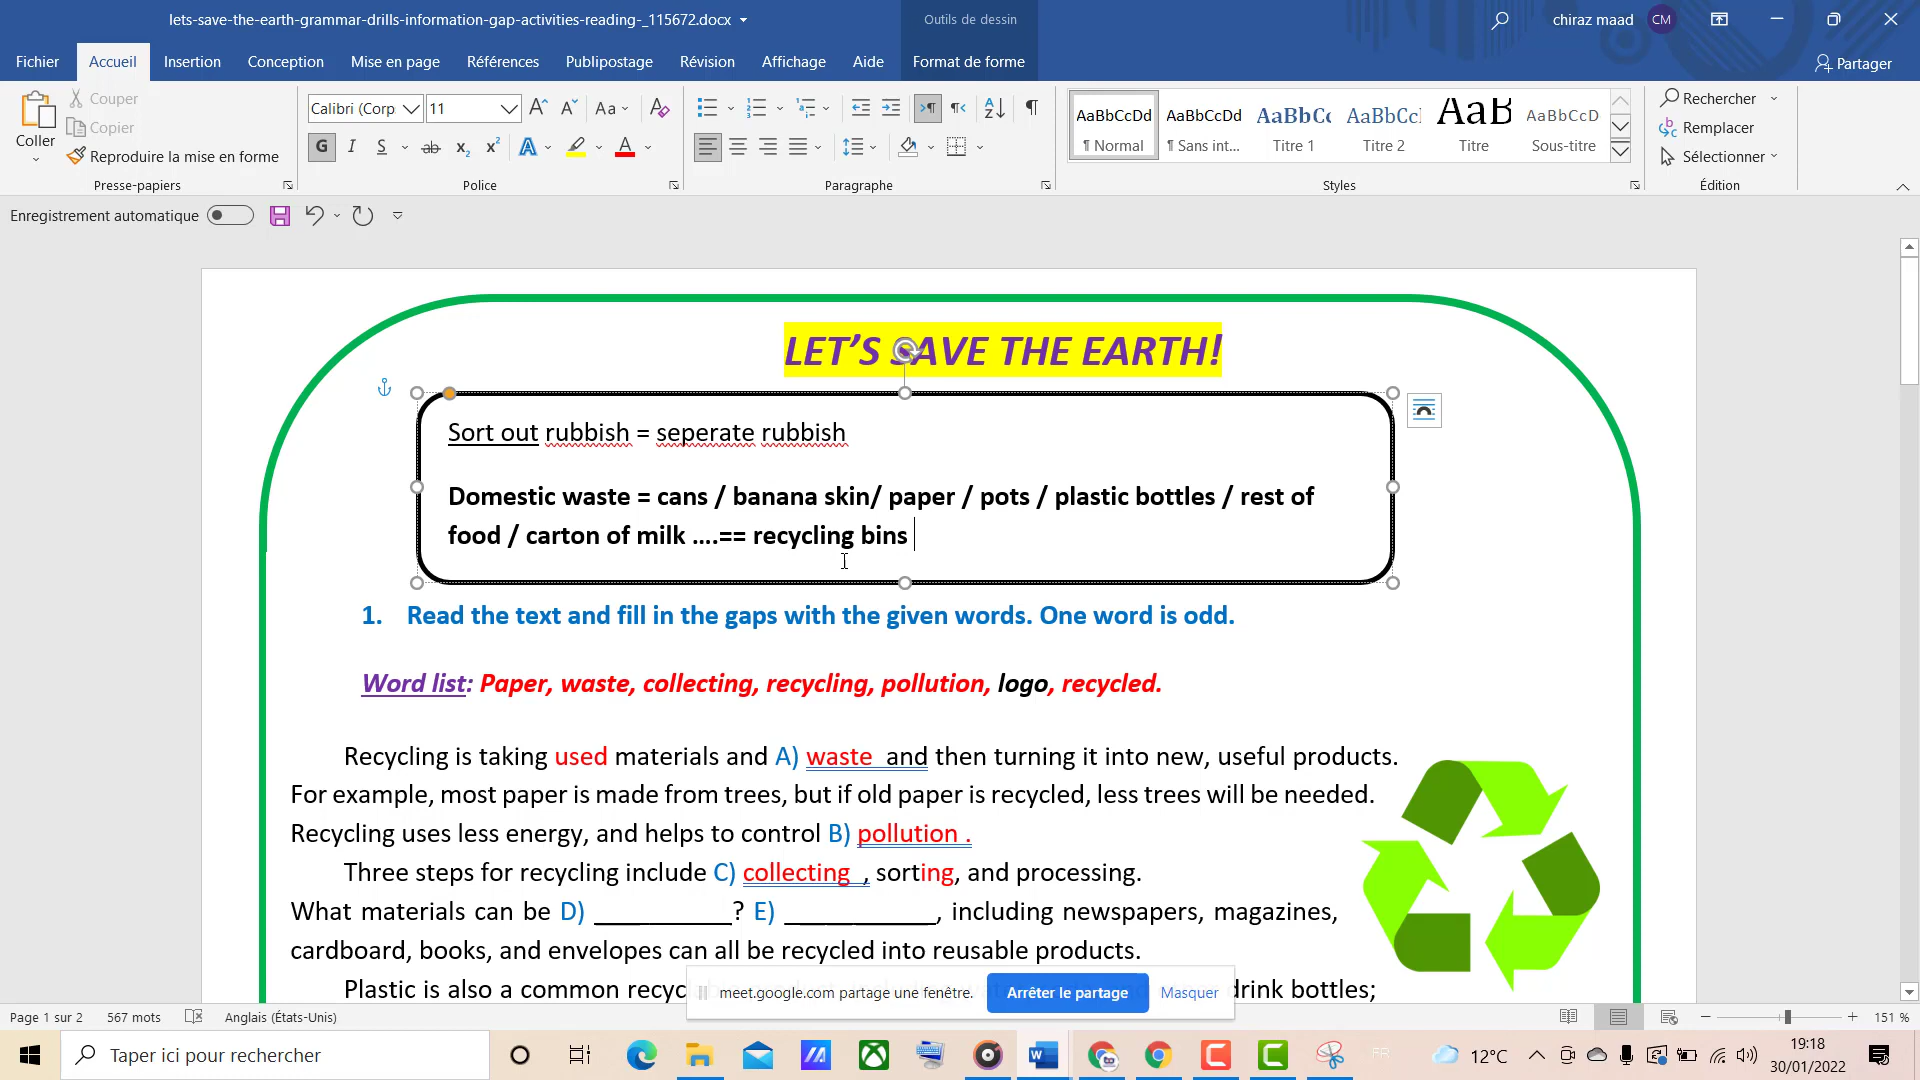 lets-save-the-earth-grammar-drills-information-gap-activities-reading-_115672.docx
Outils de dessin
chiraz maad
CM
Fichier Accueil Insertion Conception Mise en page Références Publipostage Révision Affichage Aide Format de forme
Partager
Coller
Couper
Copier
Reproduire la mise en forme
Presse-papiers
Calibri (Corp 11
Police
Paragraphe
AaBbCcDd AaBbCcDd AaBbCc AaBbCcI AaB AaBbCcD
¶ Normal ¶ Sans int... Titre 1 Titre 2 Titre Sous-titre
Styles
Rechercher
Remplacer
Sélectionner
Édition
Enregistrement automatique
LET’S SAVE THE EARTH!
Sort out rubbish = seperate rubbish
Domestic waste = cans / banana skin/ paper / pots / plastic bottles / rest of
food / carton of milk ….== recycling bins
1. Read the text and fill in the gaps with the given words. One word is odd.
Word list: Paper, waste, collecting, recycling, pollution, logo, recycled.
Recycling is taking used materials and A) waste and then turning it into new, useful products.
For example, most paper is made from trees, but if old paper is recycled, less trees will be needed.
Recycling uses less energy, and helps to control B) pollution .
Three steps for recycling include C) collecting , sorting, and processing.
What materials can be D) __________? E) ___________, including newspapers, magazines,
cardboard, books, and envelopes can all be recycled into reusable products.
Plastic is also a common recyc
drink bottles;
meet.google.com partage une fenêtre. Arrêter le partage Masquer
Page 1 sur 2 567 mots Anglais (États-Unis) 151 %
Taper ici pour rechercher
FR
12°C
19:18
30/01/2022